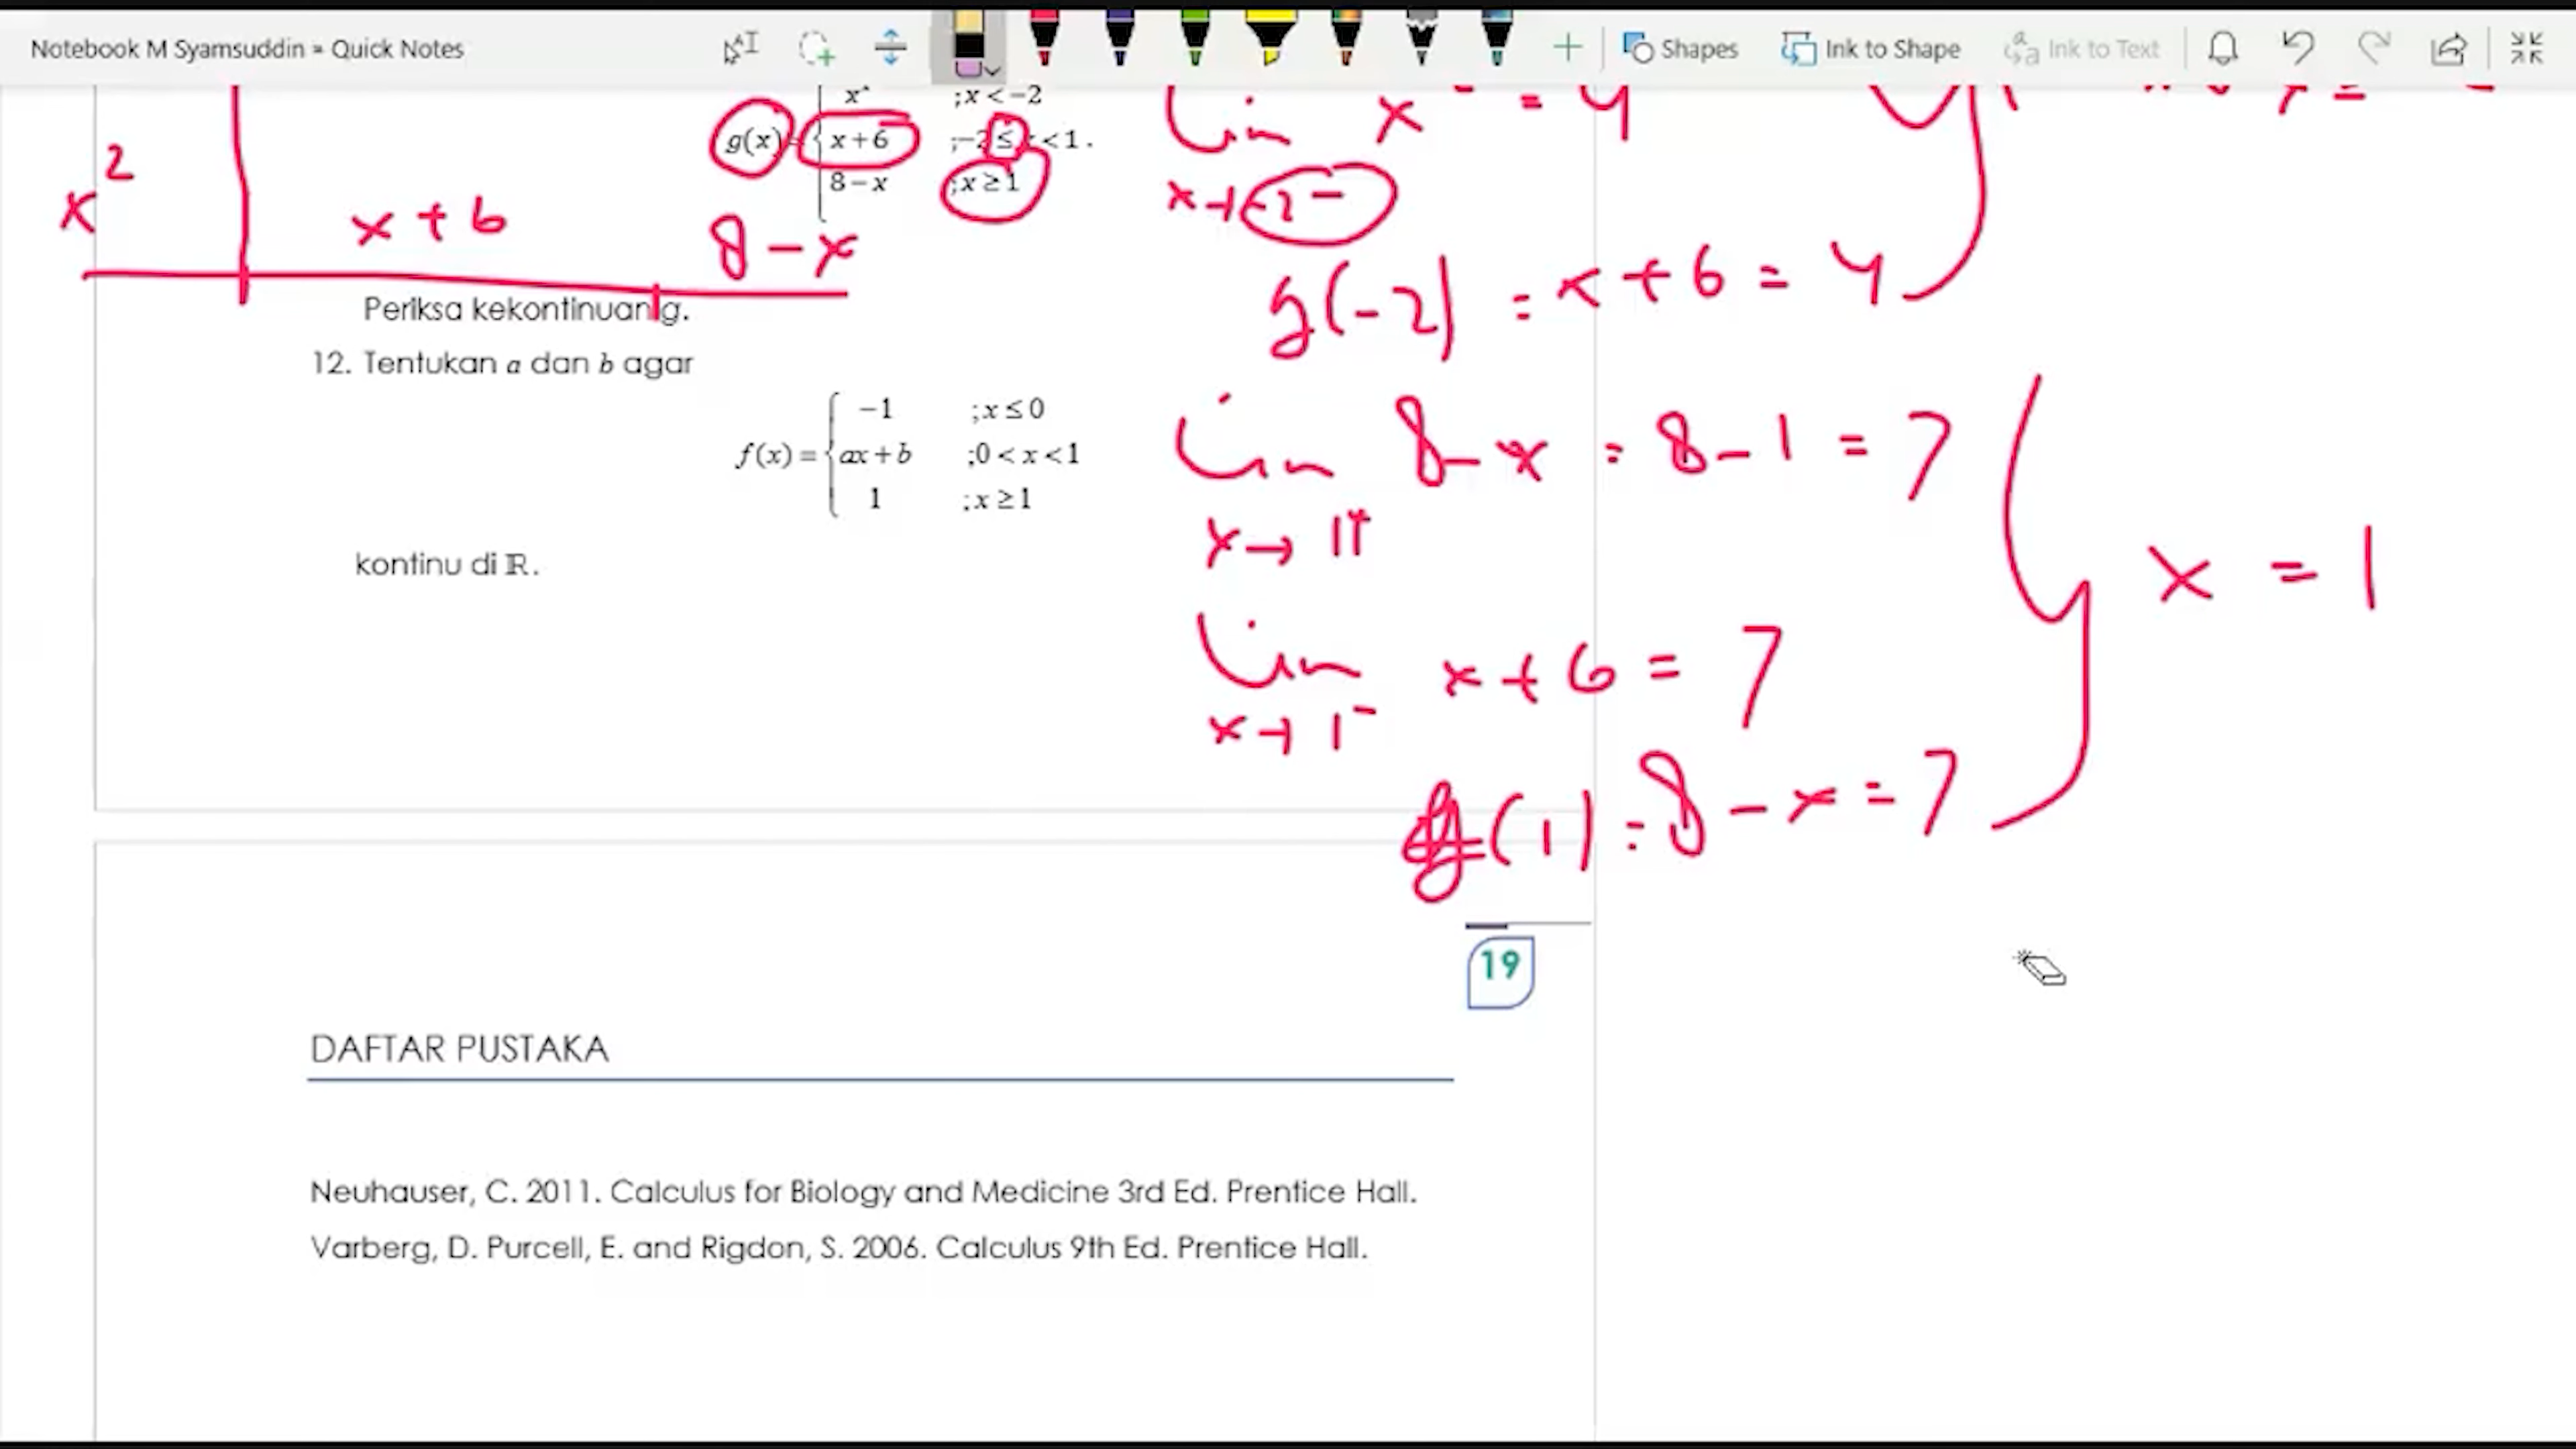 Notebook M Syamsuddin » Quick Notes
Shapes Ink to Shape Ink to Text
x² ;x<−2
g(x)= x+6 <1.
8−x ;x≥1
x² x+6 8−x
Periksa kekontinuan g.
12. Tentukan a dan b agar
−1 ;x≤0
f(x)= ax+b ;0<x<1
1 ;x≥1
kontinu di ℝ.
lim x = 4
x→-2⁻
g(-2) = x+6 = 4
lim 8-x = 8-1 = 7
x→1⁺
lim x+6 = 7
x→1⁻
g(1) = 8-x = 7
x = 1
19
DAFTAR PUSTAKA
Neuhauser, C. 2011. Calculus for Biology and Medicine 3rd Ed. Prentice Hall.
Varberg, D. Purcell, E. and Rigdon, S. 2006. Calculus 9th Ed. Prentice Hall.